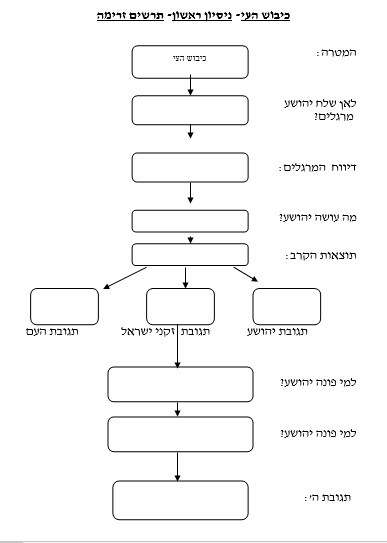 כיבוש העי- ניסיון ראשון- תרשים זרימה
המטרה:
כיבוש העי
לאן שלח יהושע
מרגלים?
דיווח המרגלים:
מה עושה יהושע?
תוצאות הקרב:
תגובת יהושע
תגובת זקני ישראל
תגובת העם
למי פונה יהושע?
למי פונה יהושע?
תגובת ה':